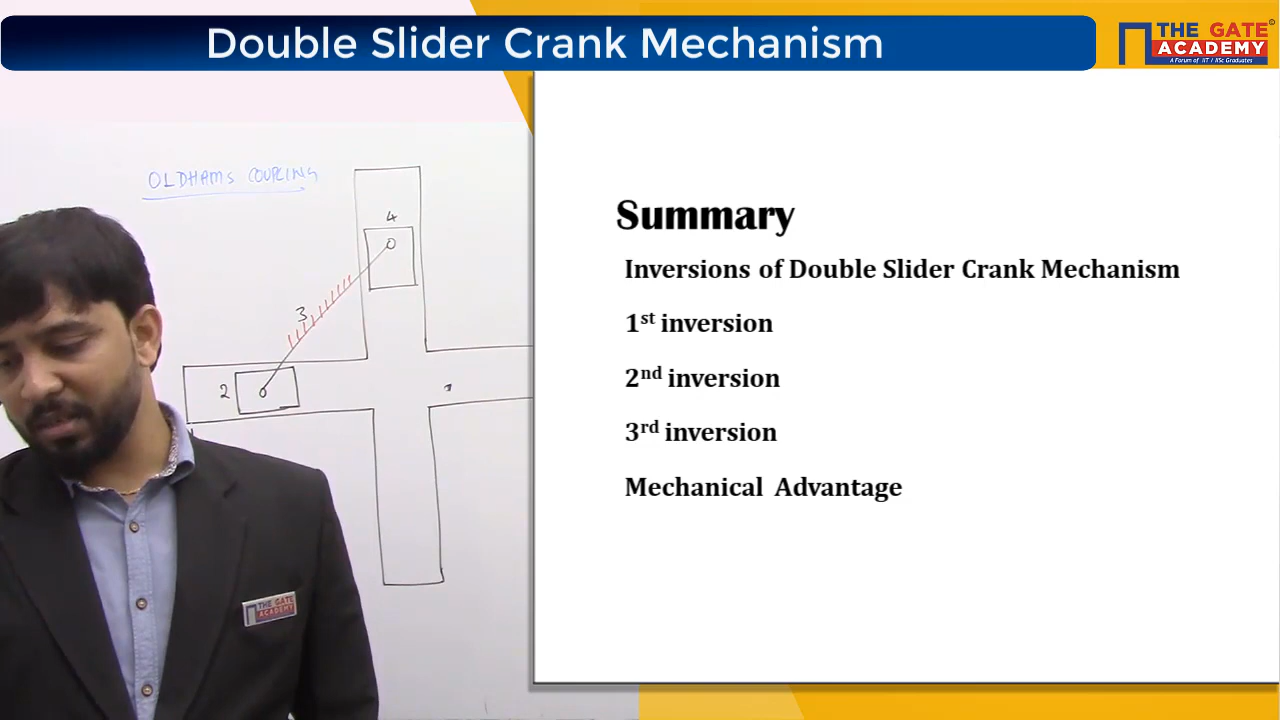 Double Slider Crank Mechanism
THE GATE
ACADEMY
A Forum of IIT / IISc Graduates
OLDHAMS COUPLING
4
3
2
THE GATE
ACADEMY
Summary
Inversions of Double Slider Crank Mechanism
1st inversion
2nd inversion
3rd inversion
Mechanical Advantage